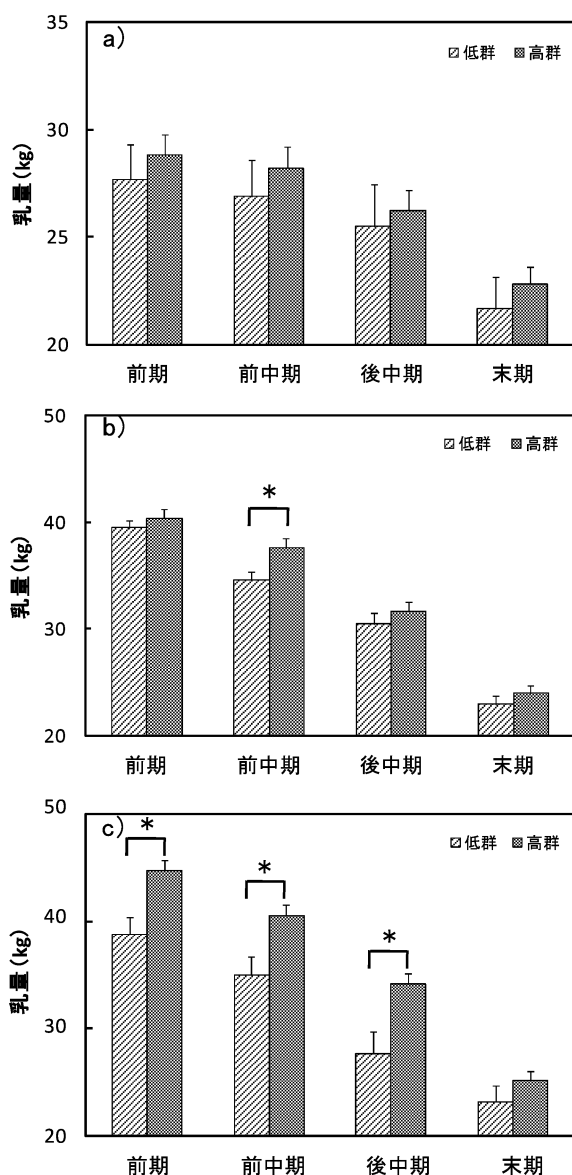 a)
低群 高群
35
30
25
20
乳量(kg)
前期 前中期 後中期 末期
b)
低群 高群
50
40
30
20
*
乳量(kg)
前期 前中期 後中期 末期
c)
低群 高群
50
40
30
20
* * *
乳量(kg)
前期 前中期 後中期 末期